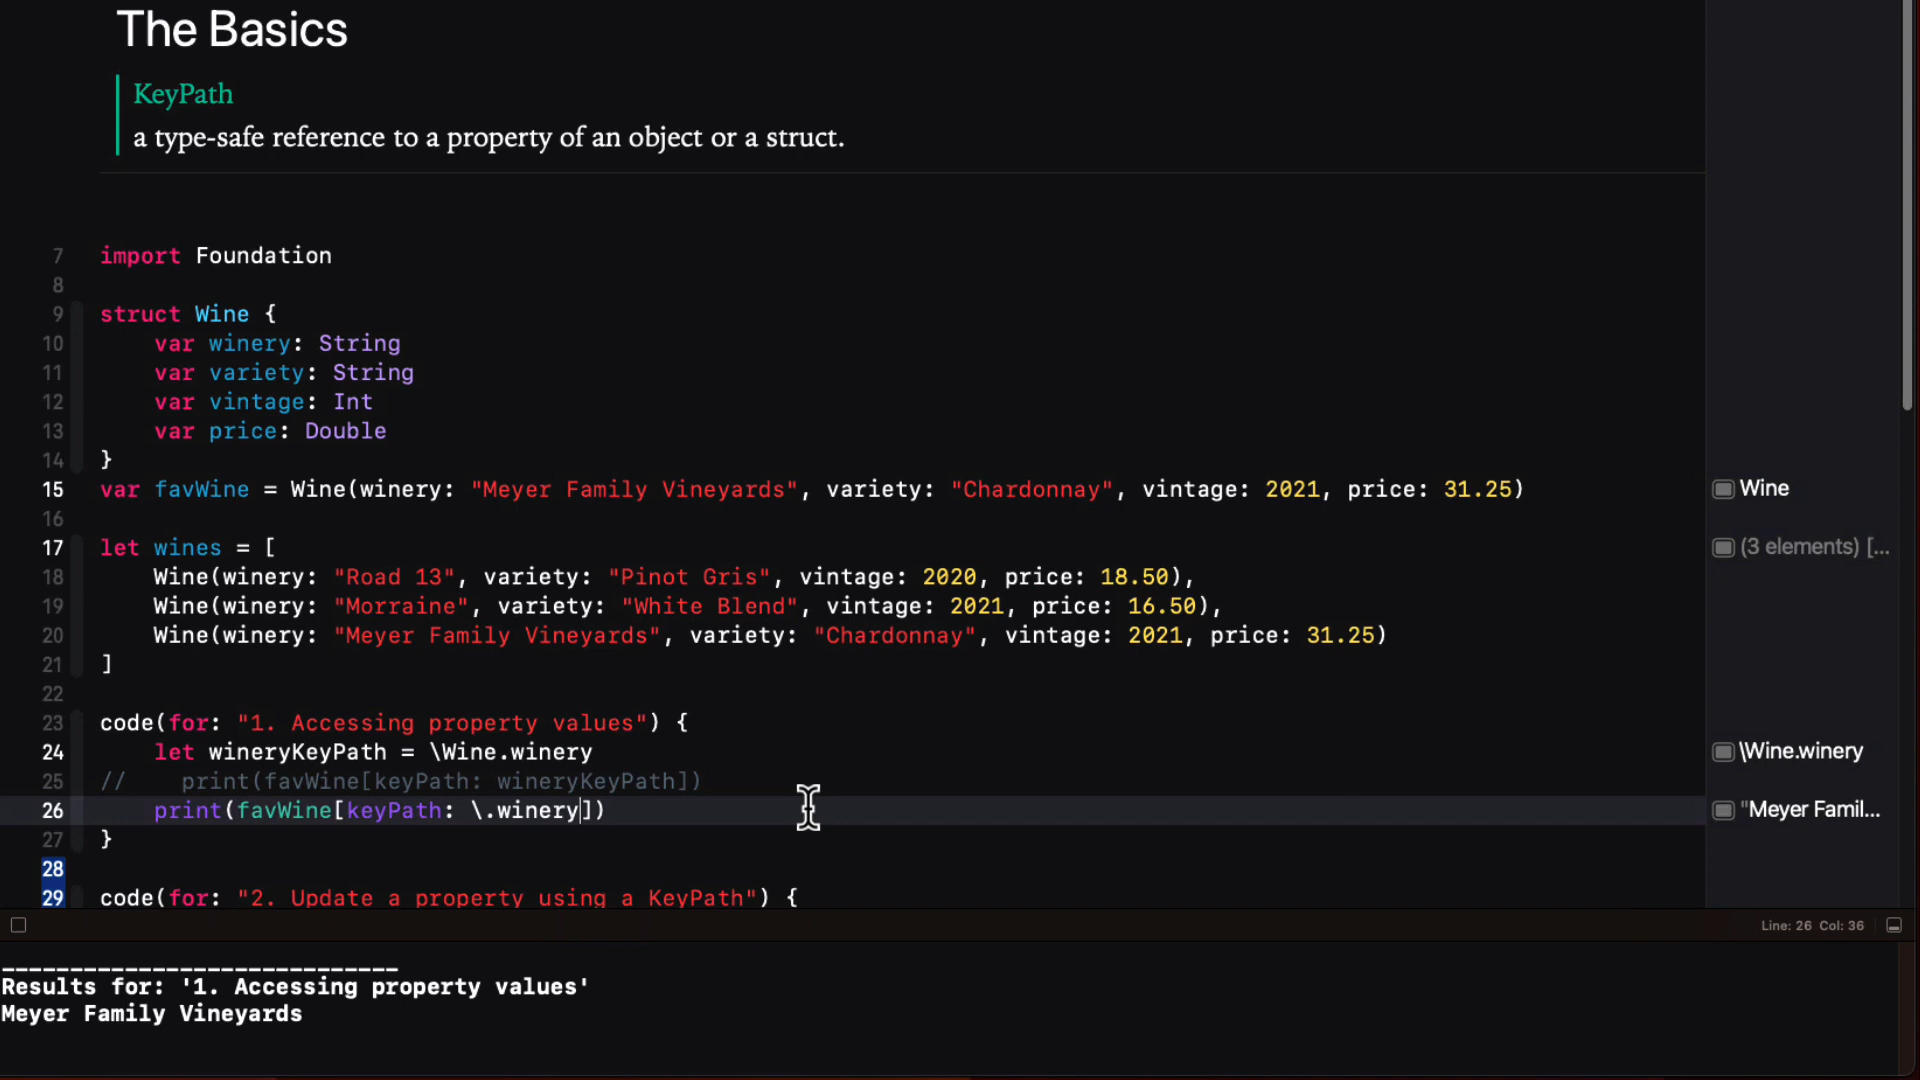 The Basics
KeyPath
a type-safe reference to a property of an object or a struct.
7 import Foundation
8
9 struct Wine {
10     var winery: String
11     var variety: String
12     var vintage: Int
13     var price: Double
14 }
15 var favWine = Wine(winery: "Meyer Family Vineyards", variety: "Chardonnay", vintage: 2021, price: 31.25) Wine
16
17 let wines = [ (3 elements) [...
18     Wine(winery: "Road 13", variety: "Pinot Gris", vintage: 2020, price: 18.50),
19     Wine(winery: "Morraine", variety: "White Blend", vintage: 2021, price: 16.50),
20     Wine(winery: "Meyer Family Vineyards", variety: "Chardonnay", vintage: 2021, price: 31.25)
21 ]
22
23 code(for: "1. Accessing property values") {
24     let wineryKeyPath = \Wine.winery \Wine.winery
25 //    print(favWine[keyPath: wineryKeyPath])
26     print(favWine[keyPath: \.winery]) "Meyer Famil...
27 }
28
29 code(for: "2. Update a property using a KeyPath") {
Line: 26 Col: 36
_____________________________
Results for: '1. Accessing property values'
Meyer Family Vineyards